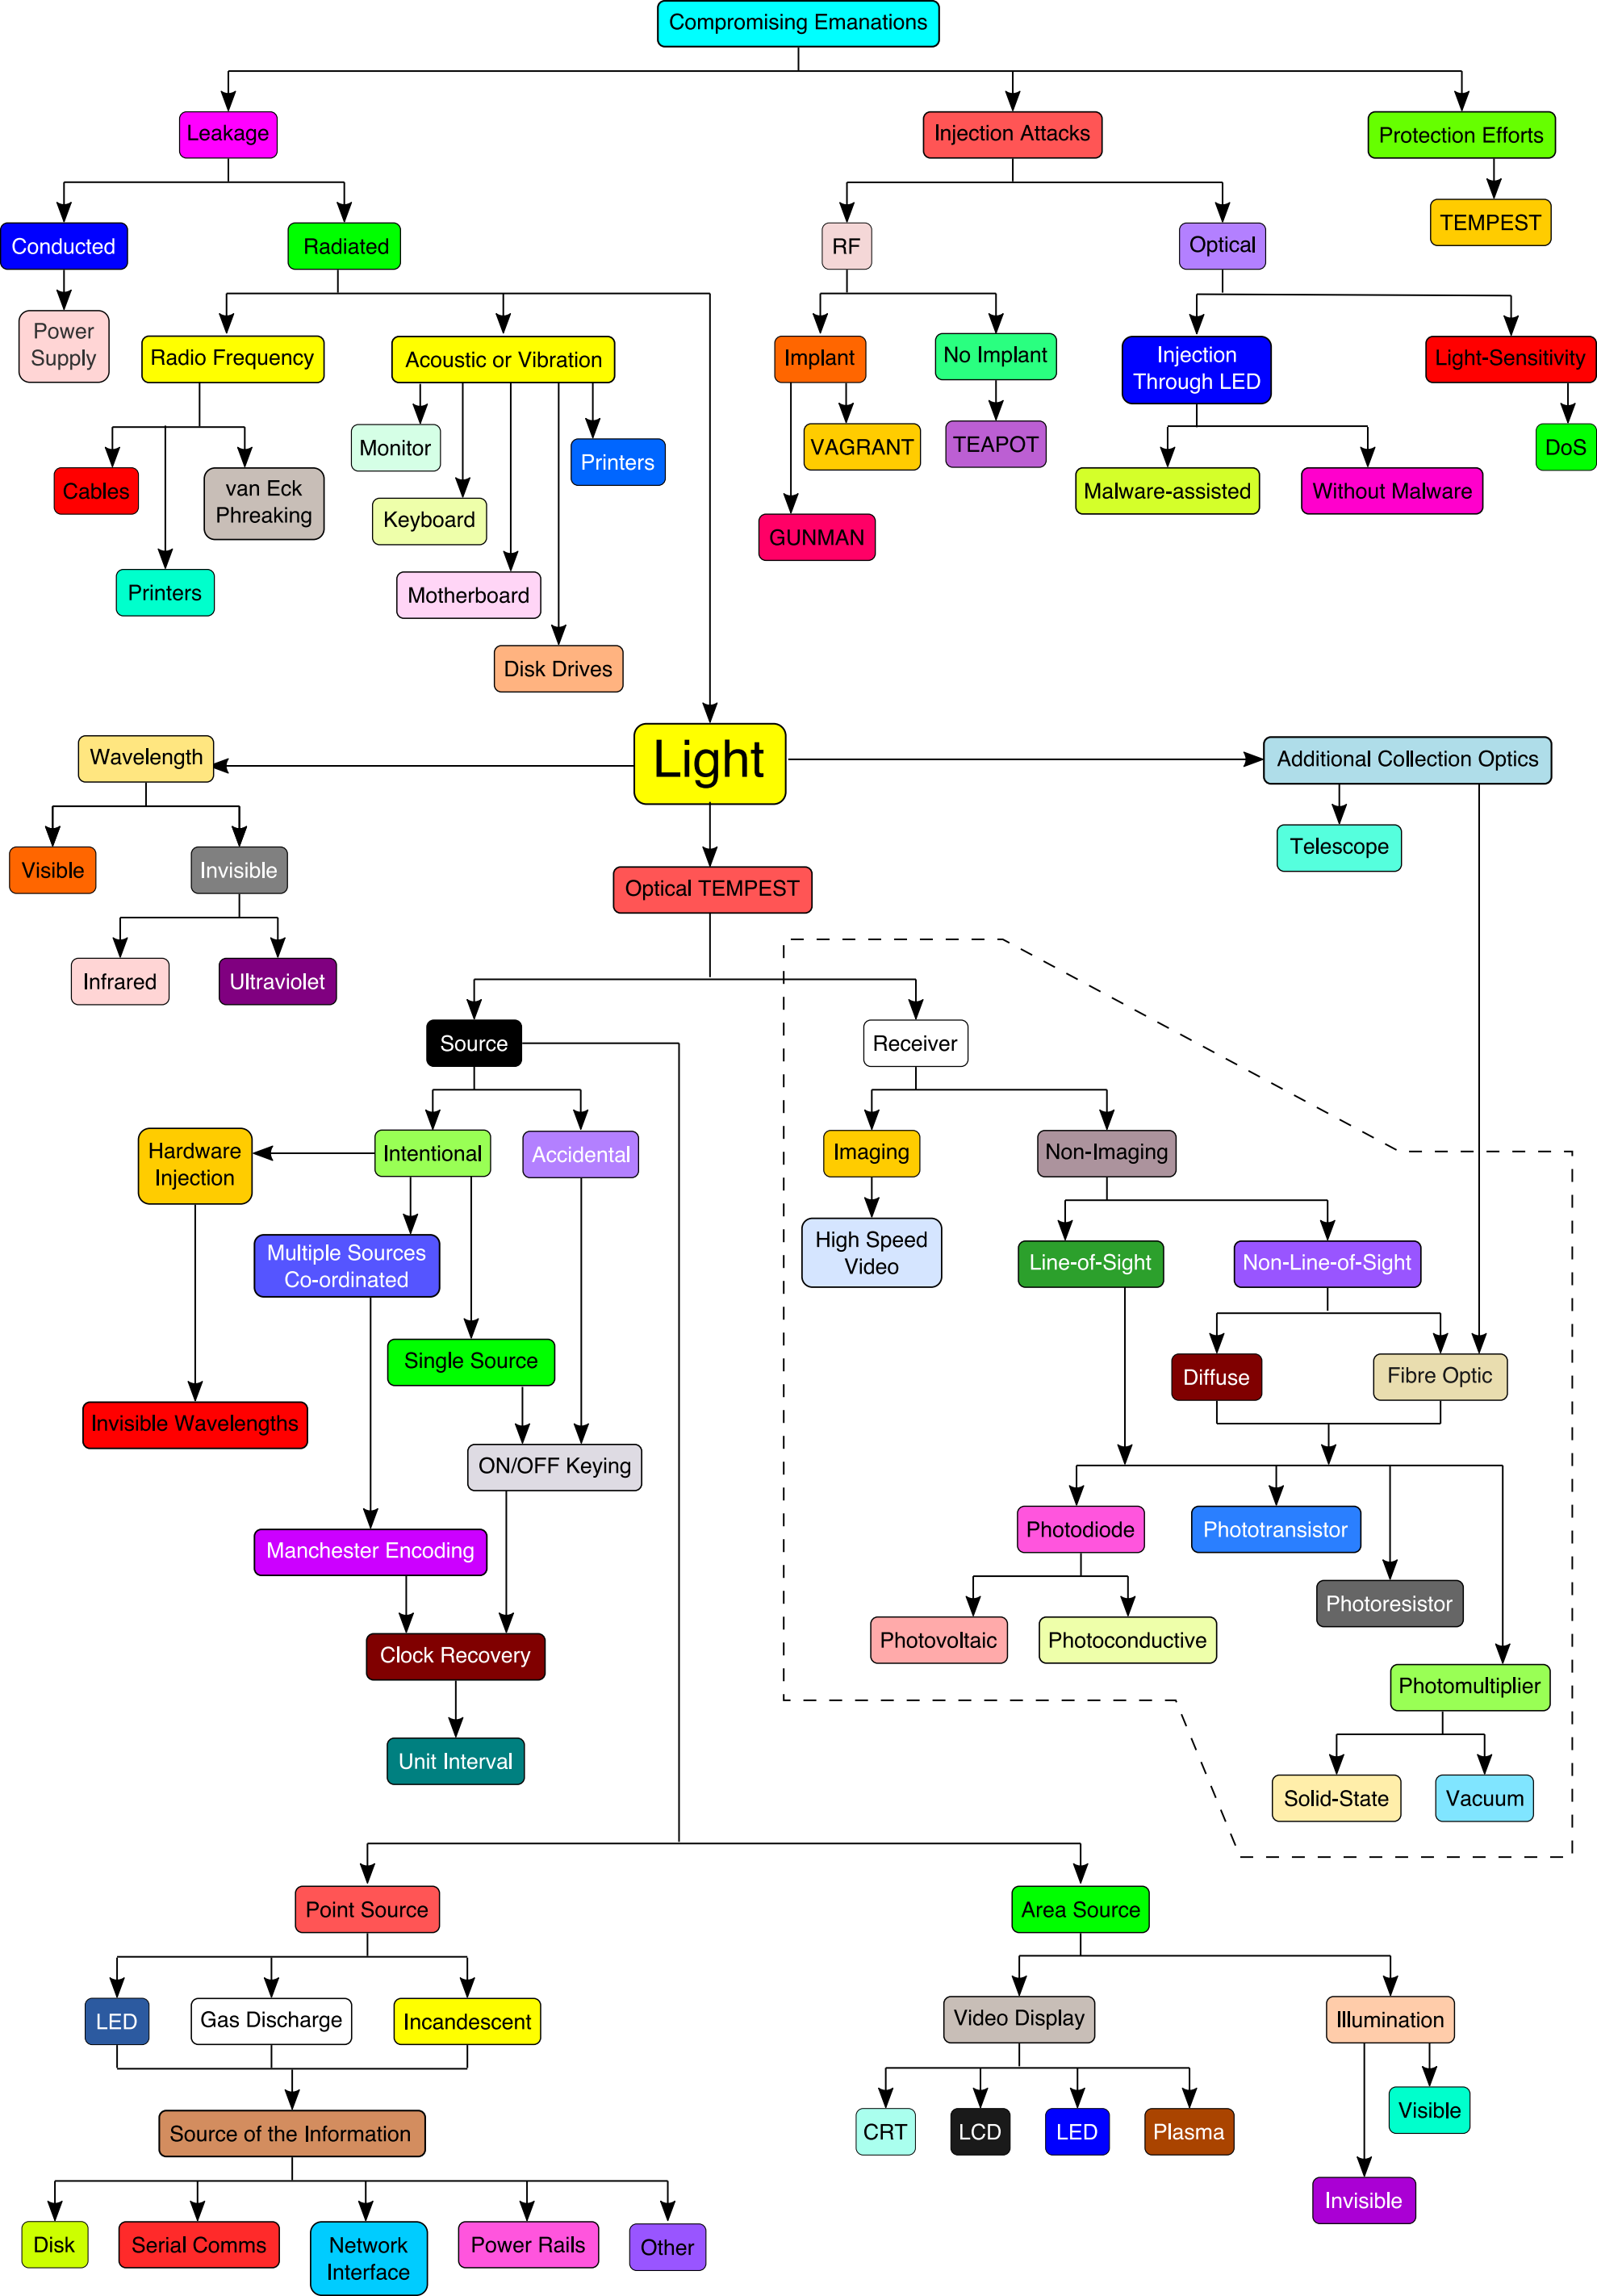 Compromising Emanations
Leakage
Injection Attacks
Protection Efforts
TEMPEST
Conducted
Radiated
RF
Optical
Power
Supply
Radio Frequency
Acoustic or Vibration
Implant
No Implant
Injection
Through LED
Light-Sensitivity
Monitor
Printers
VAGRANT
TEAPOT
DoS
Cables
van Eck
Phreaking
Keyboard
Malware-assisted
Without Malware
GUNMAN
Printers
Motherboard
Disk Drives
Wavelength
Light
Additional Collection Optics
Visible
Invisible
Telescope
Optical TEMPEST
Infrared
Ultraviolet
Source
Receiver
Hardware
Injection
Intentional
Accidental
Imaging
Non-Imaging
Multiple Sources
Co-ordinated
High Speed
Video
Line-of-Sight
Non-Line-of-Sight
Single Source
Diffuse
Fibre Optic
Invisible Wavelengths
ON/OFF Keying
Manchester Encoding
Photodiode
Phototransistor
Photoresistor
Clock Recovery
Photovoltaic
Photoconductive
Photomultiplier
Unit Interval
Solid-State
Vacuum
Point Source
Area Source
LED
Gas Discharge
Incandescent
Video Display
Illumination
Source of the Information
CRT
LCD
LED
Plasma
Visible
Invisible
Disk
Serial Comms
Network
Interface
Power Rails
Other